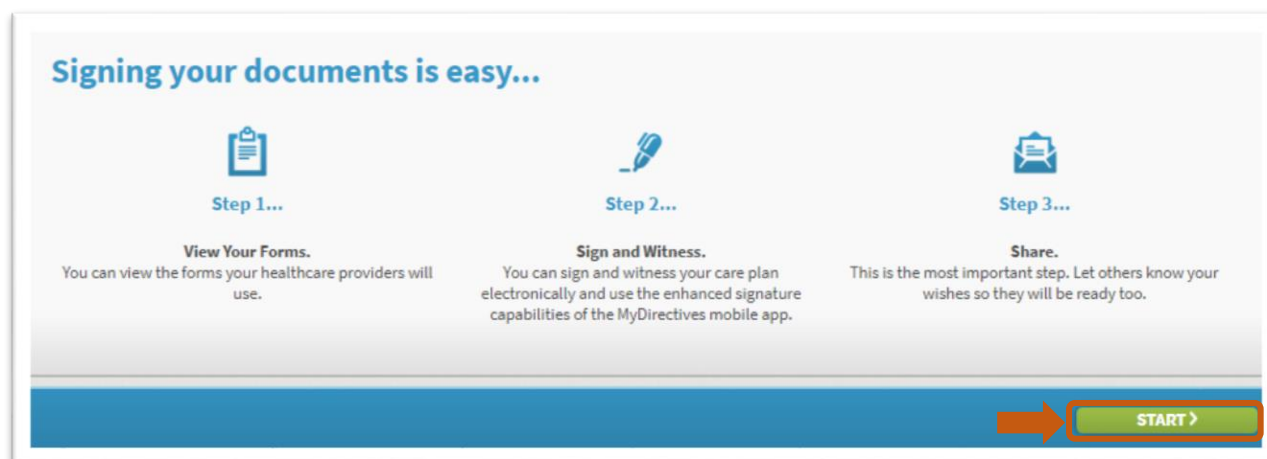 Signing your documents is easy...
Step 1...
View Your Forms.
You can view the forms your healthcare providers will
use.
Step 2...
Sign and Witness.
You can sign and witness your care plan
electronically and use the enhanced signature
capabilities of the MyDirectives mobile app.
Step 3...
Share.
This is the most important step. Let others know your
wishes so they will be ready too.
START >